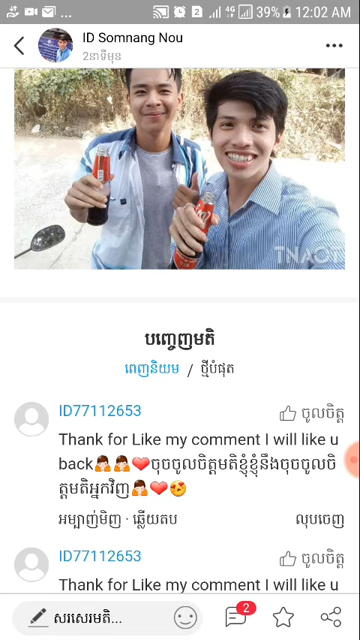 4G 39% 12:02 AM
ID Somnang Nou
2នាទីមុន
TNAOT
បញ្ចេញមតិ
ពេញនិយម / ថ្មីបំផុត
ID77112653 ចូលចិត្ត
Thank for Like my comment I will like u
back🙇🙇❤️ចុចចូលចិត្តមតិខ្ញុំខ្ញុំនឹងចុចចូលចិ
ត្តមតិអ្នកវិញ🙇❤️😍
អម្បាញ់មិញ · ឆ្លើយតប លុបចេញ
ID77112653 ចូលចិត្ត
Thank for Like my comment I will like u
សរសេរមតិ... 2